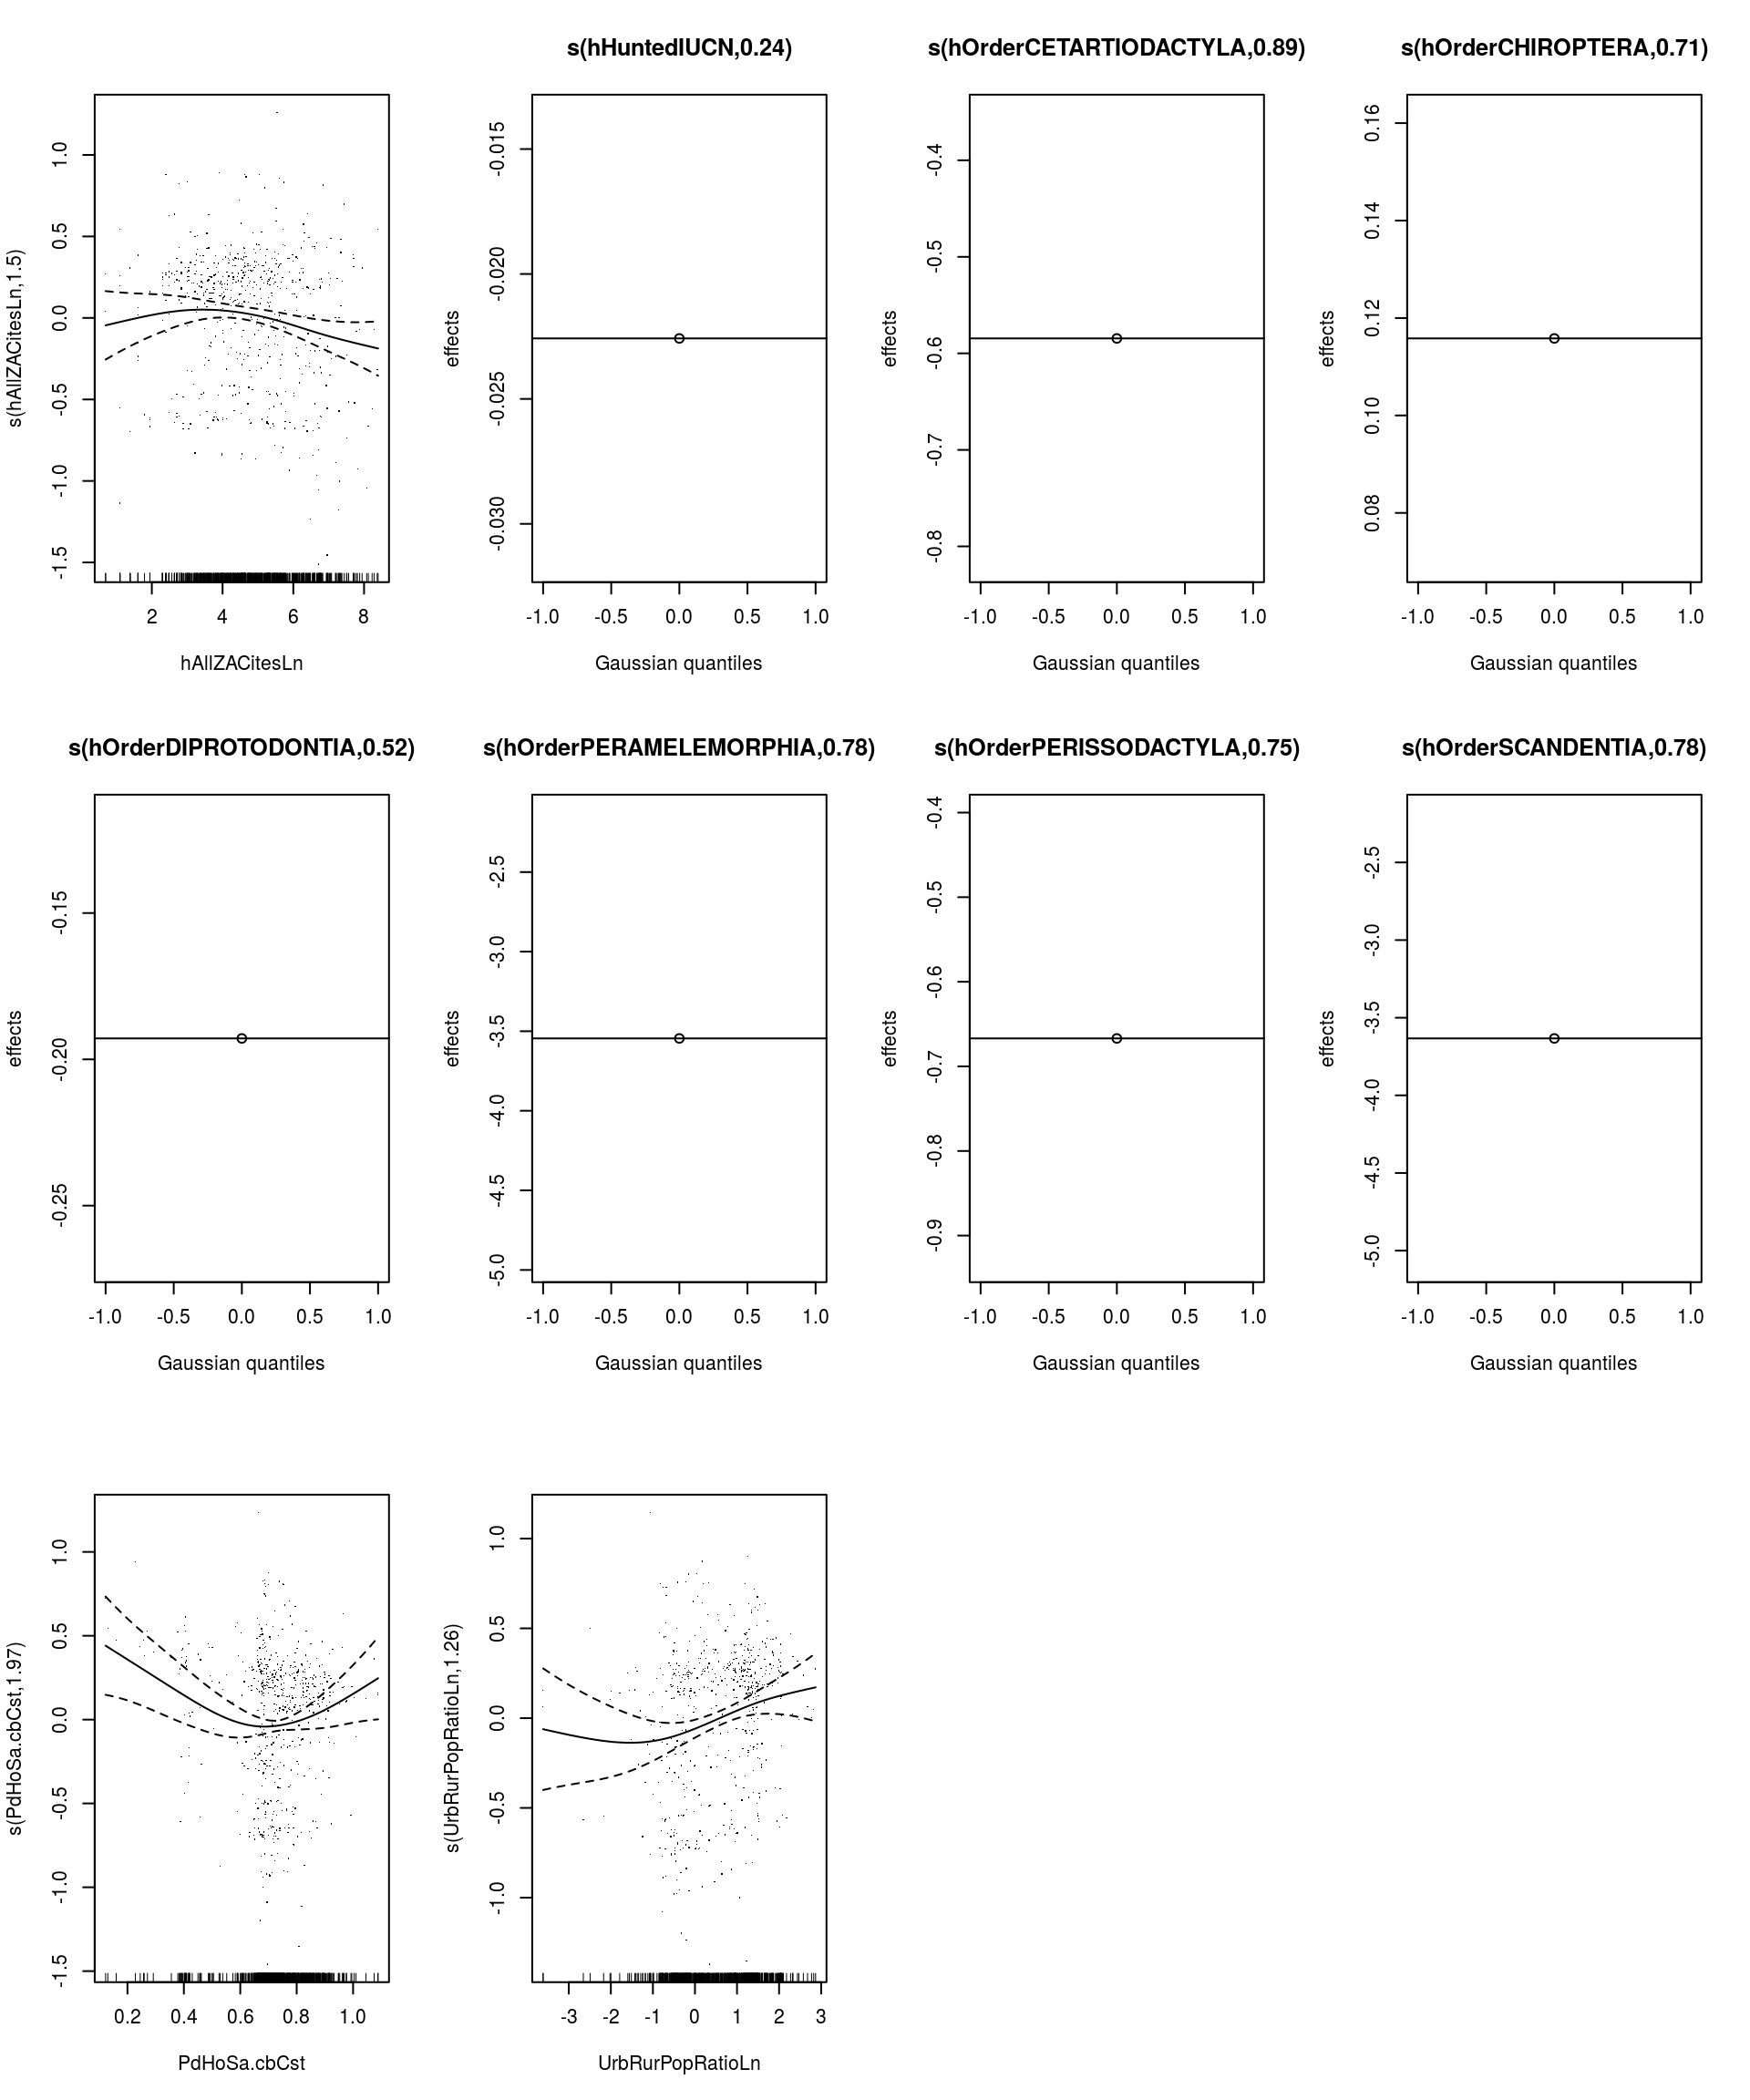 s(hHuntedIUCN,0.24)
s(hOrderCETARTIODACTYLA,0.89)
s(hOrderCHIROPTERA,0.71)
s(hAllZACitesLn,1.5)
1.0
0.5
0.0
-0.5
-1.0
-1.5
2 4 6 8
hAllZACitesLn
effects
-0.015
-0.020
-0.025
-0.030
-1.0 -0.5 0.0 0.5 1.0
Gaussian quantiles
effects
-0.4
-0.5
-0.6
-0.7
-0.8
-1.0 -0.5 0.0 0.5 1.0
Gaussian quantiles
effects
0.16
0.14
0.12
0.10
0.08
-1.0 -0.5 0.0 0.5 1.0
Gaussian quantiles
s(hOrderDIPROTODONTIA,0.52)
s(hOrderPERAMELEMORPHIA,0.78)
s(hOrderPERISSODACTYLA,0.75)
s(hOrderSCANDENTIA,0.78)
effects
-0.15
-0.20
-0.25
-1.0 -0.5 0.0 0.5 1.0
Gaussian quantiles
effects
-2.5
-3.0
-3.5
-4.0
-4.5
-5.0
-1.0 -0.5 0.0 0.5 1.0
Gaussian quantiles
effects
-0.4
-0.5
-0.6
-0.7
-0.8
-0.9
-1.0 -0.5 0.0 0.5 1.0
Gaussian quantiles
effects
-2.5
-3.0
-3.5
-4.0
-4.5
-5.0
-1.0 -0.5 0.0 0.5 1.0
Gaussian quantiles
s(PdHoSa.cbCst,1.97)
1.0
0.5
0.0
-0.5
-1.0
-1.5
0.2 0.4 0.6 0.8 1.0
PdHoSa.cbCst
s(UrbRurPopRatioLn,1.26)
1.0
0.5
0.0
-0.5
-1.0
-3 -2 -1 0 1 2 3
UrbRurPopRatioLn